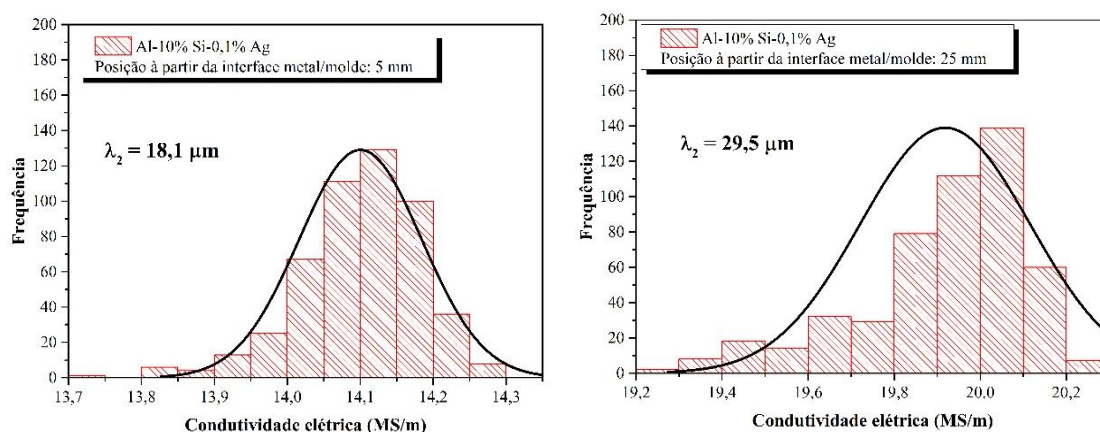 200
180
160
140
120
100
80
60
40
20
0
Frequência
Al-10% Si-0,1% Ag
Posição à partir da interface metal/molde: 5 mm
λ₂ = 18,1 μm
13,7 13,8 13,9 14,0 14,1 14,2 14,3
Condutividade elétrica (MS/m)
200
180
160
140
120
100
80
60
40
20
0
Frequência
Al-10% Si-0,1% Ag
Posição à partir da interface metal/molde: 25 mm
λ₂ = 29,5 μm
19,2 19,4 19,6 19,8 20,0 20,2
Condutividade elétrica (MS/m)